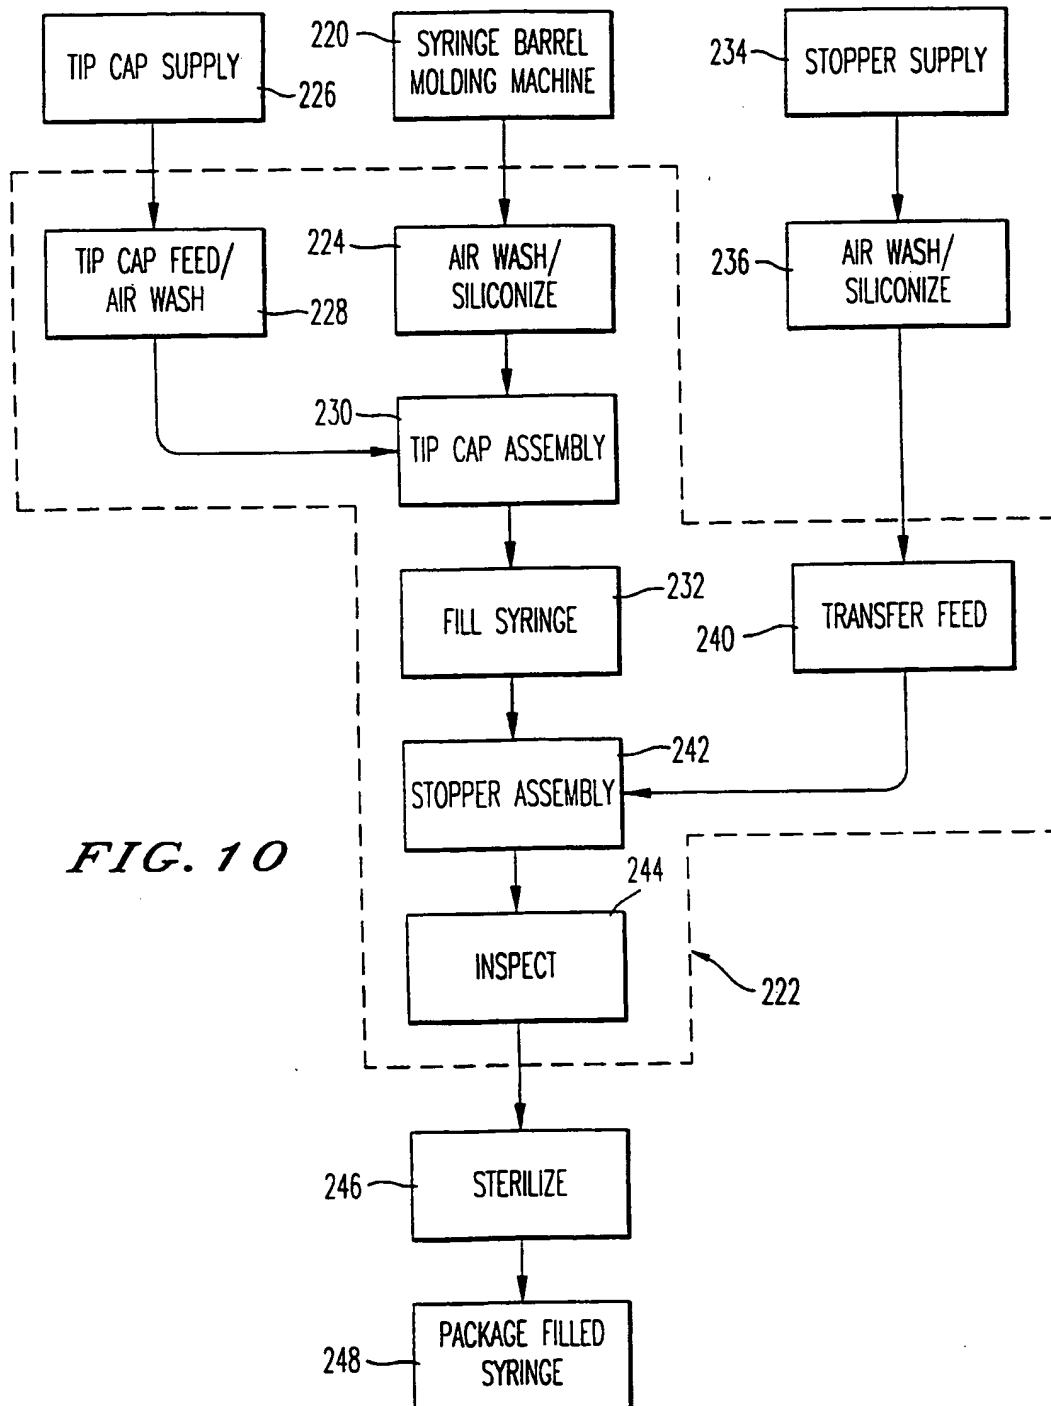 TIP CAP SUPPLY
226
220
SYRINGE BARREL
MOLDING MACHINE
234
STOPPER SUPPLY
TIP CAP FEED/
AIR WASH
228
224
AIR WASH/
SILICONIZE
236
AIR WASH/
SILICONIZE
230
TIP CAP ASSEMBLY
FILL SYRINGE
232
240
TRANSFER FEED
STOPPER ASSEMBLY
242
FIG. 10
244
INSPECT
222
246
STERILIZE
248
PACKAGE FILLED
SYRINGE